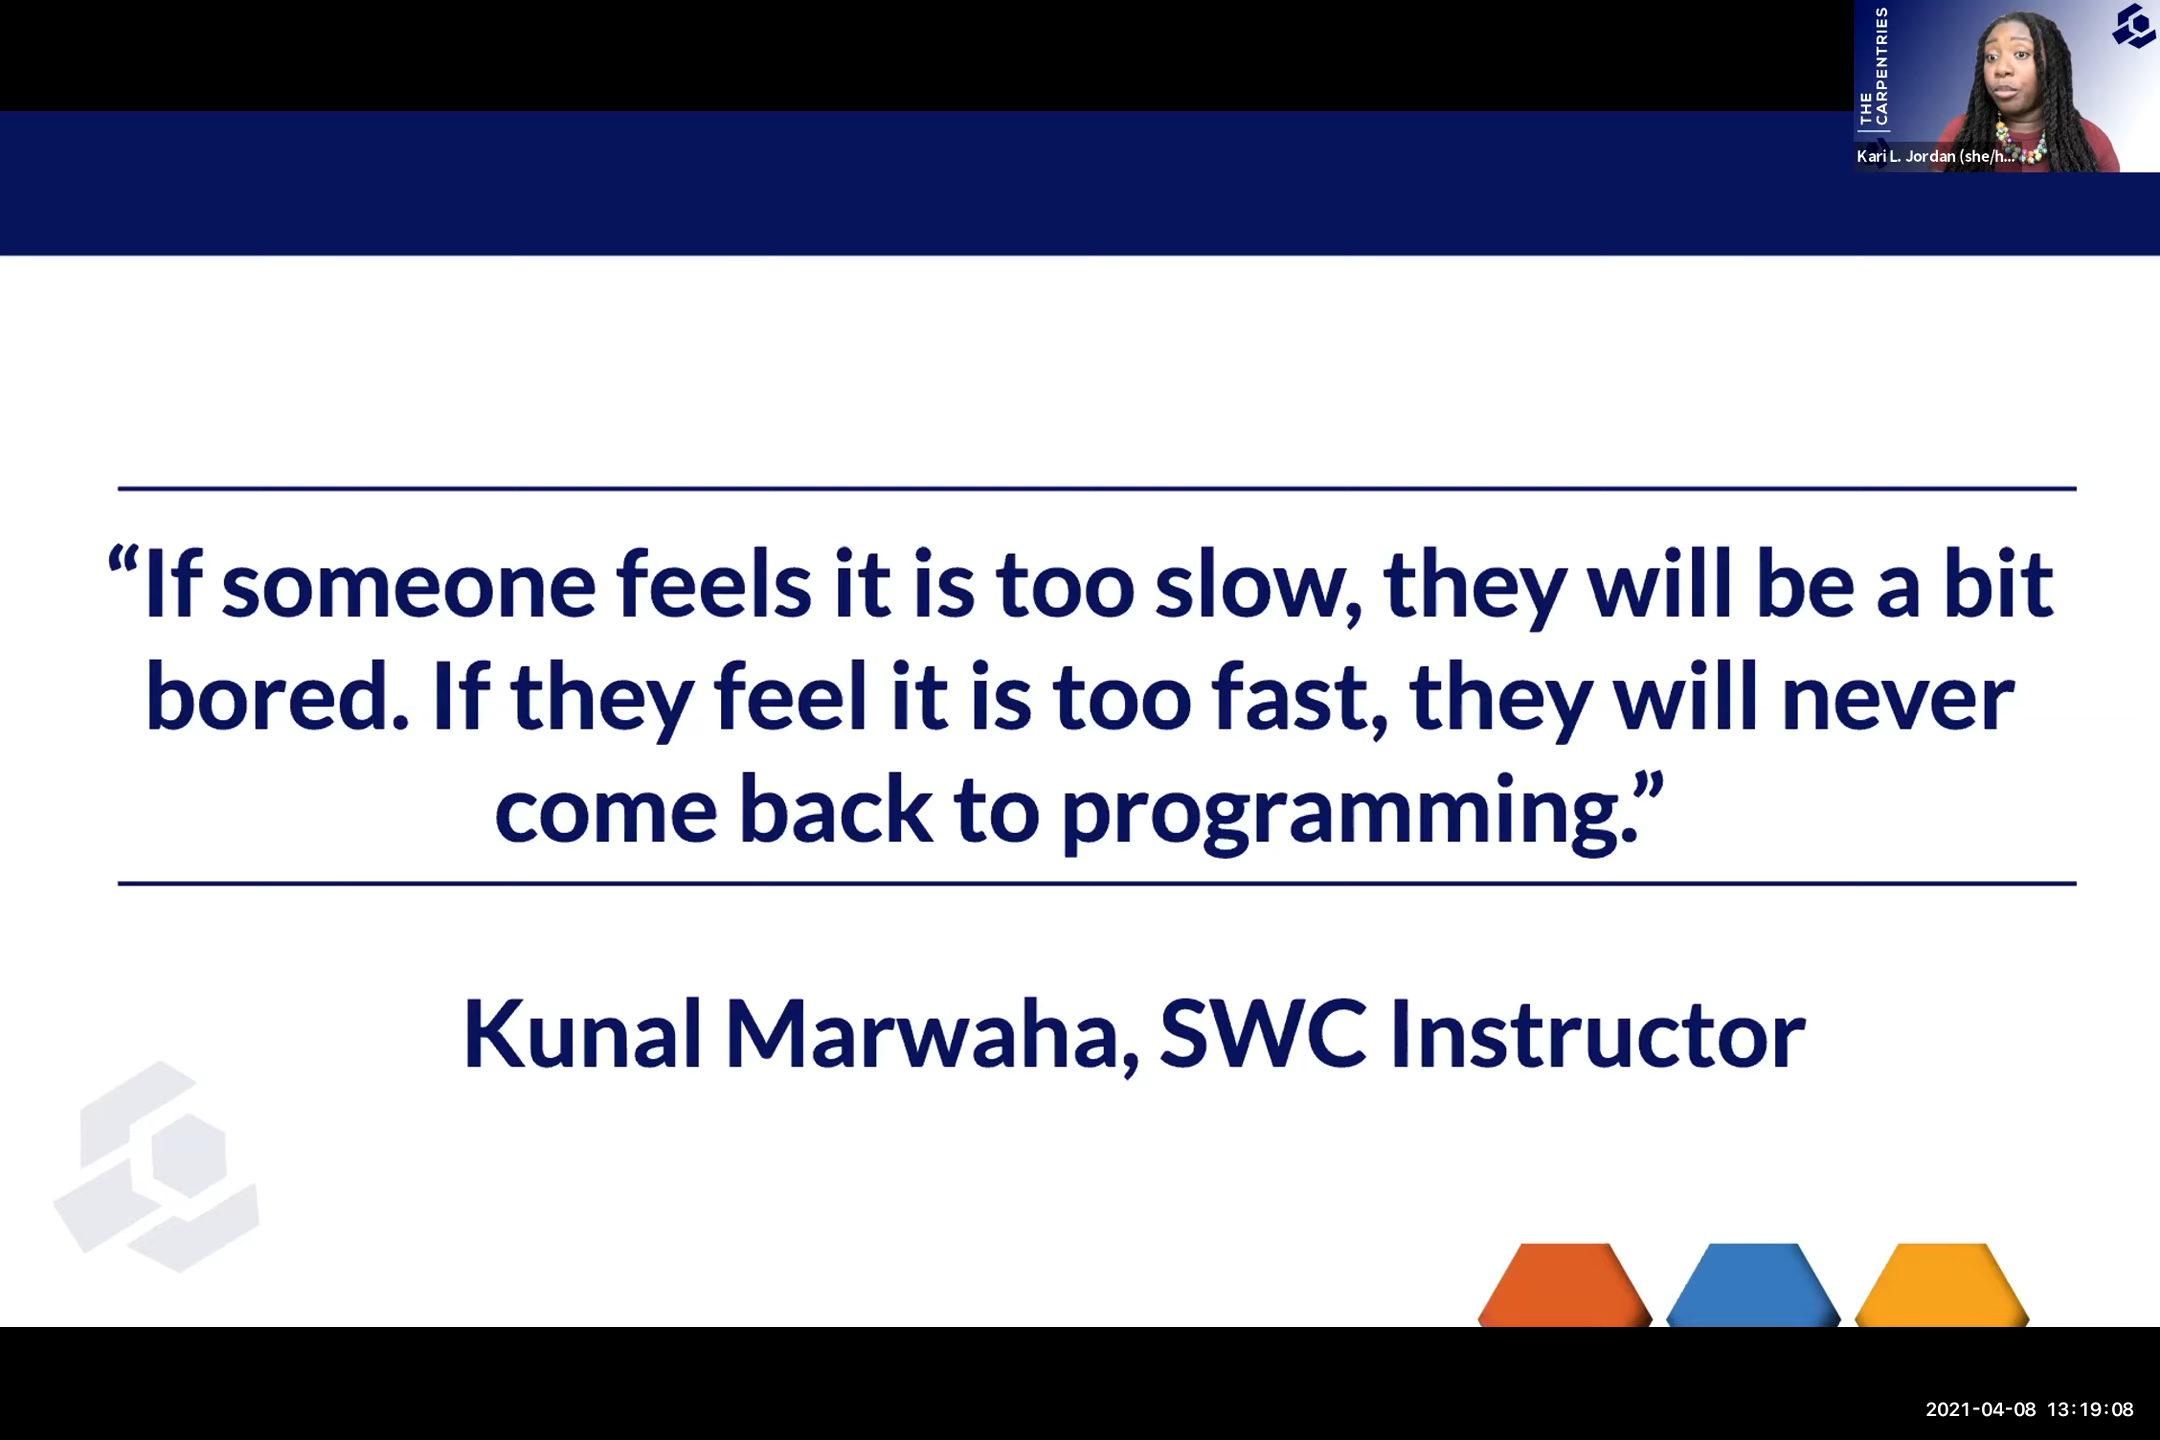 THE
CARPENTRIES
Kari L. Jordan (she/h...
“If someone feels it is too slow, they will be a bit
bored. If they feel it is too fast, they will never
come back to programming.”
Kunal Marwaha, SWC Instructor
2021-04-08 13:19:08